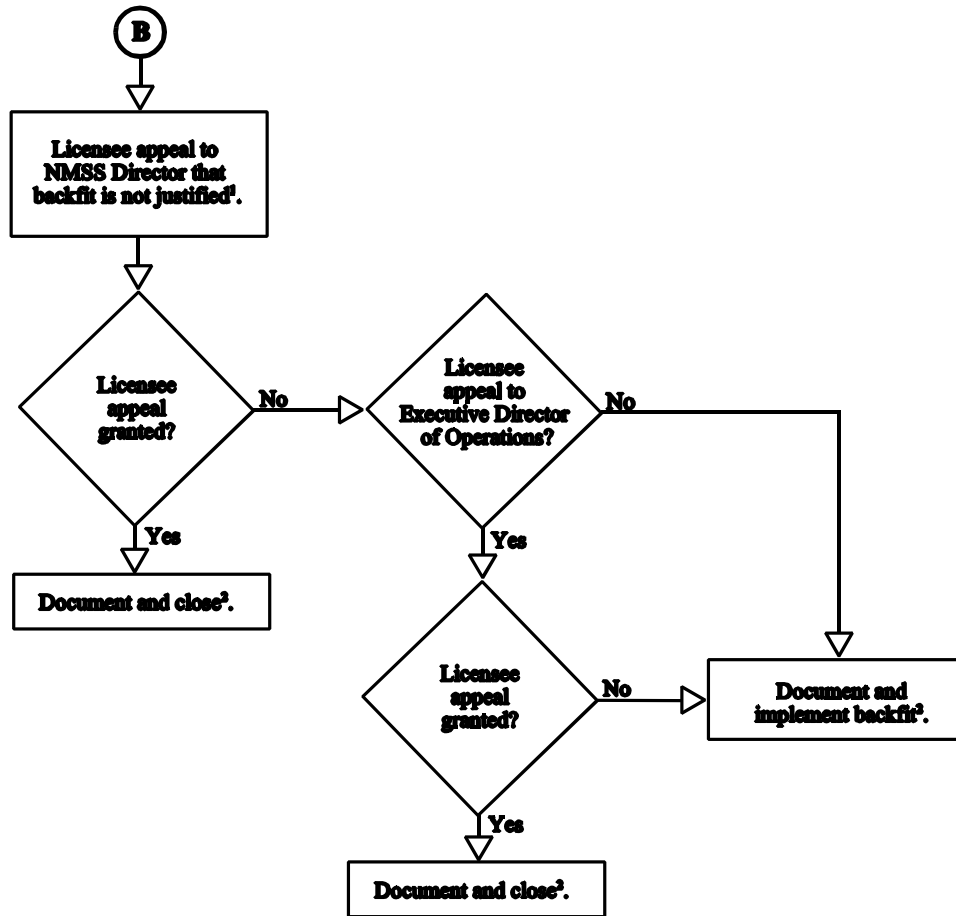 B
Licensee appeal to
NMSS Director that
backfit is not justified¹.
Licensee
appeal
granted?
No
Licensee
appeal to
Executive Director
of Operations?
No
Yes
Document and close².
Yes
Licensee
appeal
granted?
No
Document and
implement backfit².
Yes
Document and close².